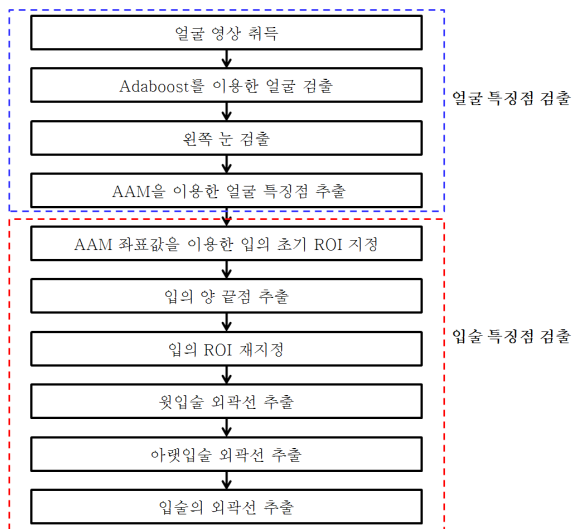 얼굴 영상 취득
Adaboost를 이용한 얼굴 검출
얼굴 특징점 검출
왼쪽 눈 검출
AAM을 이용한 얼굴 특징점 추출
AAM 좌표값을 이용한 입의 초기 ROI 지정
입의 양 끝점 추출
입술 특징점 검출
입의 ROI 재지정
윗입술 외곽선 추출
아랫입술 외곽선 추출
입술의 외곽선 추출